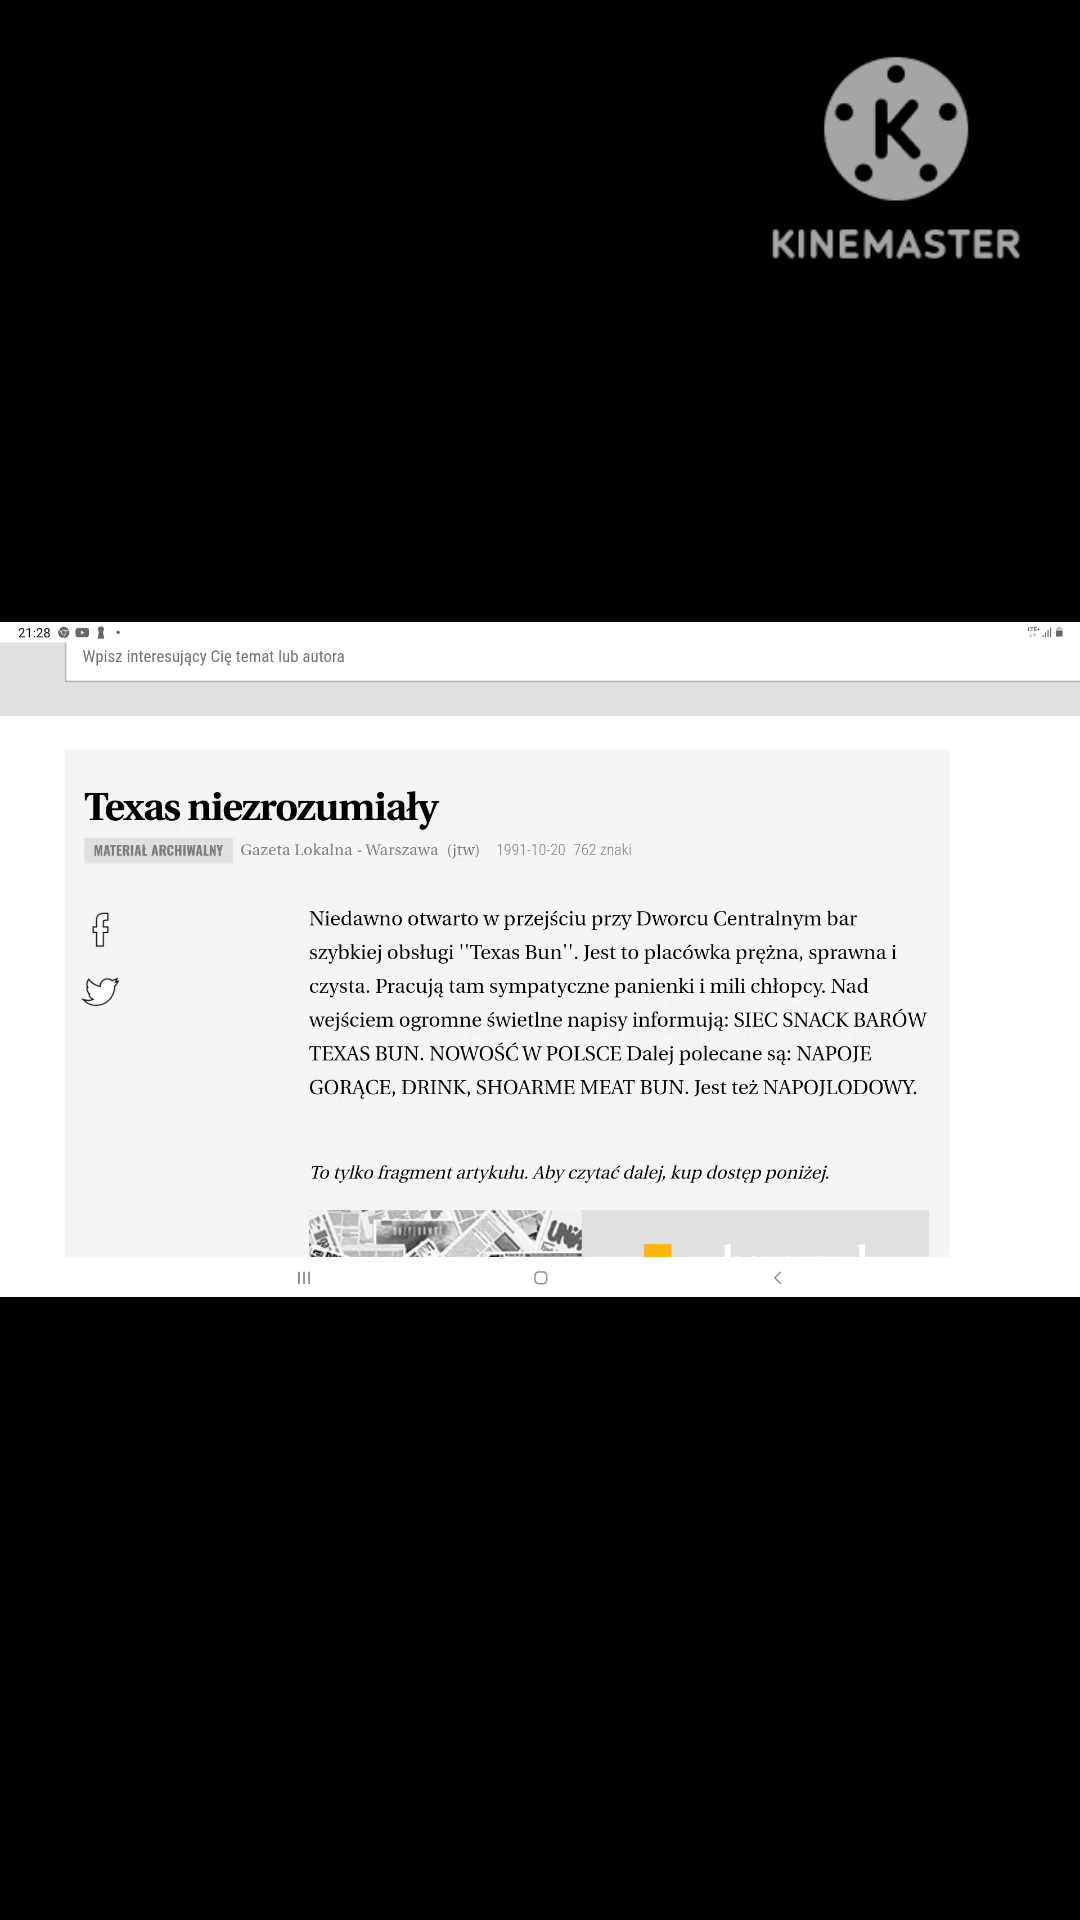 K
KINEMASTER
21:28
LTE+
Wpisz interesujący Cię temat lub autora
Texas niezrozumiały
MATERIAŁ ARCHIWALNY Gazeta Lokalna - Warszawa (jtw) 1991-10-20 762 znaki
Niedawno otwarto w przejściu przy Dworcu Centralnym bar
szybkiej obsługi ''Texas Bun''. Jest to placówka prężna, sprawna i
czysta. Pracują tam sympatyczne panienki i mili chłopcy. Nad
wejściem ogromne świetlne napisy informują: SIEC SNACK BARÓW
TEXAS BUN. NOWOŚĆ W POLSCE Dalej polecane są: NAPOJE
GORĄCE, DRINK, SHOARME MEAT BUN. Jest też NAPOJLODOWY.
To tylko fragment artykułu. Aby czytać dalej, kup dostęp poniżej.